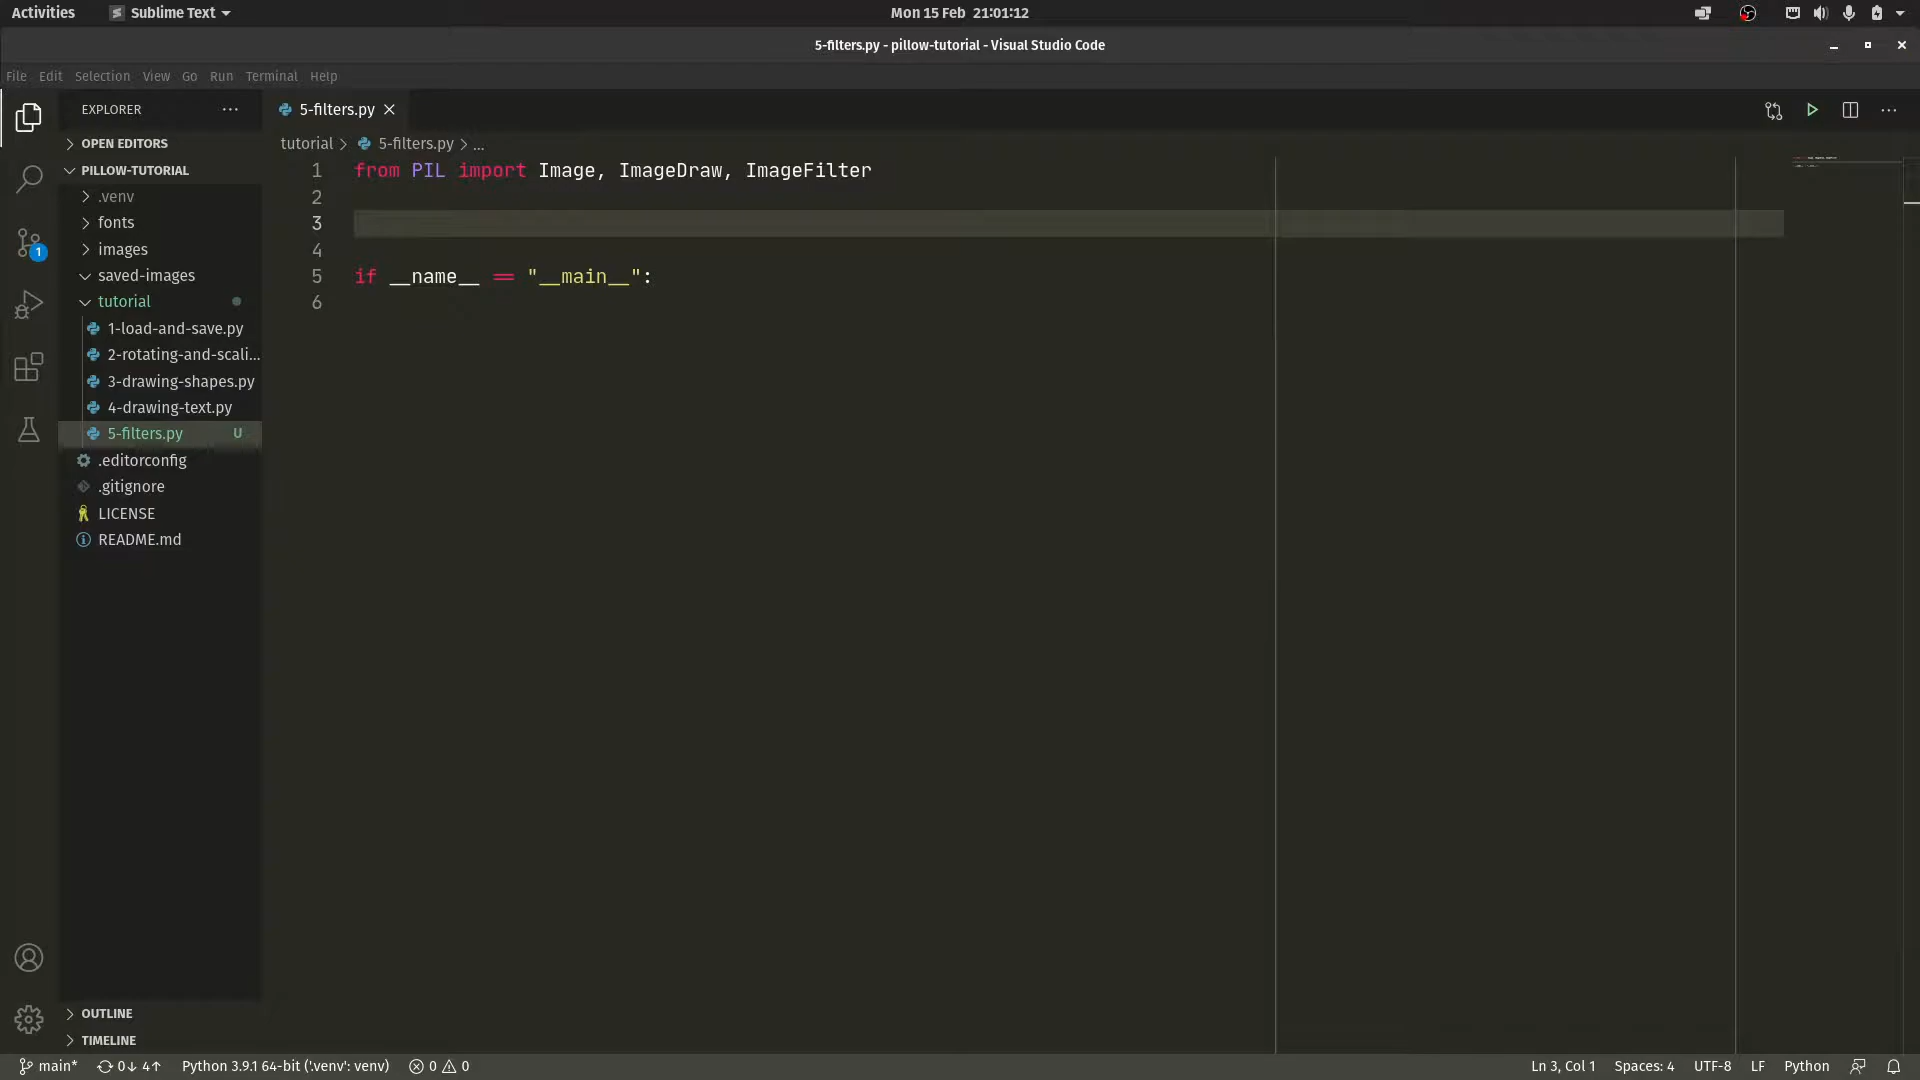 Activities Sublime Text Mon 15 Feb 21:01:12
5-filters.py - pillow-tutorial - Visual Studio Code
File Edit Selection View Go Run Terminal Help
EXPLORER ...
OPEN EDITORS
PILLOW-TUTORIAL
.venv
fonts
images
saved-images
tutorial
1-load-and-save.py
2-rotating-and-scali...
3-drawing-shapes.py
4-drawing-text.py
5-filters.py U
.editorconfig
.gitignore
LICENSE
README.md
OUTLINE
TIMELINE
1
5-filters.py
tutorial > 5-filters.py > ...
1 from PIL import Image, ImageDraw, ImageFilter
2
3
4
5 if __name__ == "__main__":
6
main* 0↓ 4↑ Python 3.9.1 64-bit ('.venv': venv) 0 0 Ln 3, Col 1 Spaces: 4 UTF-8 LF Python